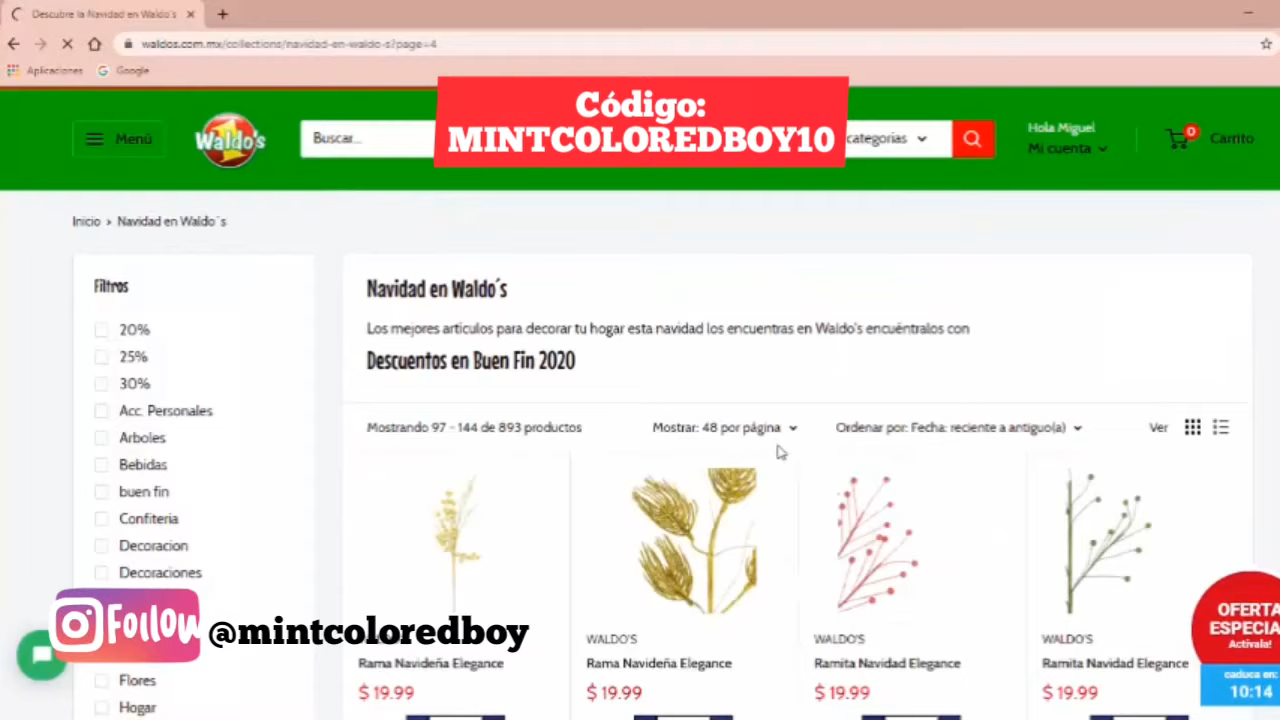 Descubre la Navidad en Waldo's
waldos.com.mx/collections/navidad-en-waldo-s?page=4
Aplicaciones
Google
Código:
MINTCOLOREDBOY10
Menú
Waldo's
Buscar...
categorias
Hola Miguel
Mi cuenta
0
Carrito
Inicio > Navidad en Waldo´s
Filtros
20%
25%
30%
Acc. Personales
Arboles
Bebidas
buen fin
Confiteria
Decoracion
Decoraciones
Flores
Hogar
Navidad en Waldo´s
Los mejores artículos para decorar tu hogar esta navidad los encuentras en Waldo's encuéntralos con
Descuentos en Buen Fin 2020
Mostrando 97 - 144 de 893 productos
Mostrar: 48 por página
Ordenar por: Fecha: reciente a antiguo(a)
Ver
Follow
@mintcoloredboy
Rama Navideña Elegance
$ 19.99
WALDO'S
Rama Navideña Elegance
$ 19.99
WALDO'S
Ramita Navidad Elegance
$ 19.99
WALDO'S
Ramita Navidad Elegance
$ 19.99
OFERTA
ESPECIA
Actívala!
caduca en:
10:14